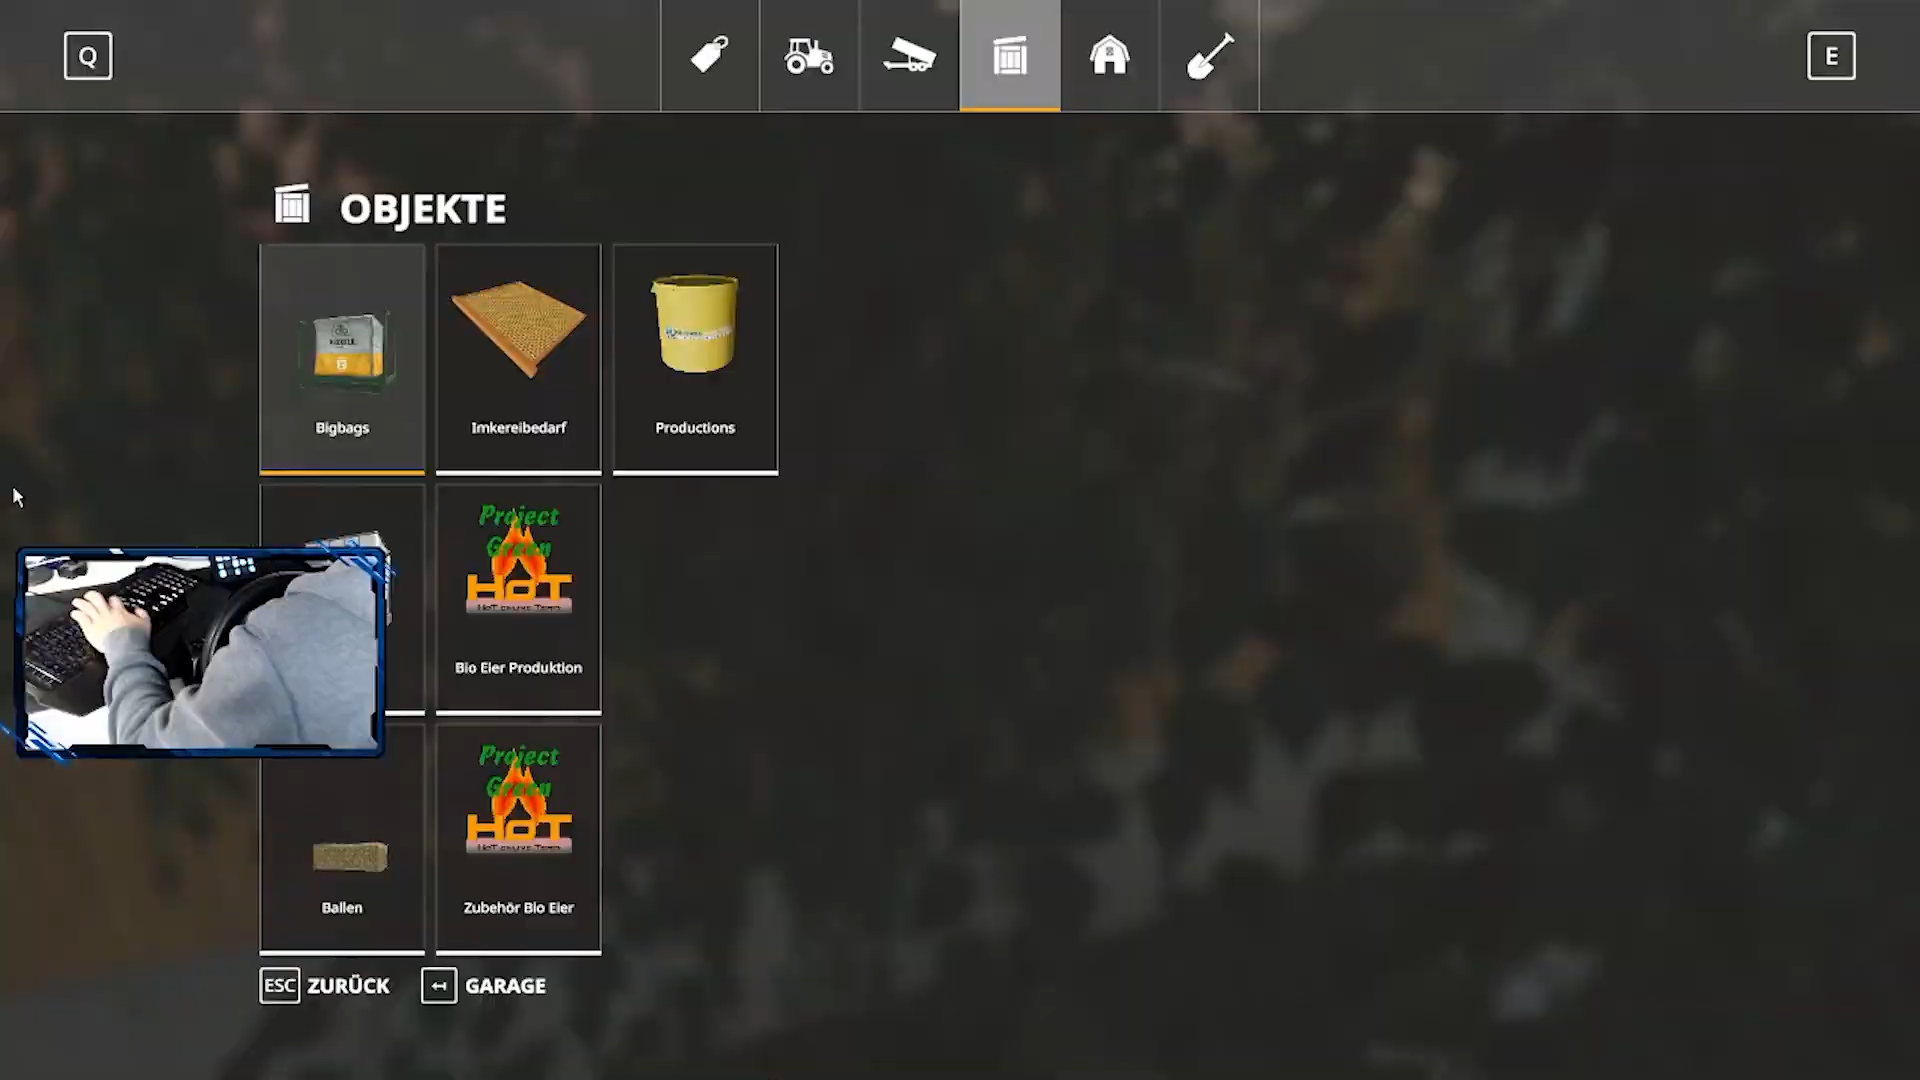 Q
E
OBJEKTE
Bigbags
Imkereibedarf
Productions
Project
Green
HOT
Bio Eier Produktion
Project
Green
HOT
Ballen
Zubehör Bio Eier
ESC ZURÜCK
GARAGE